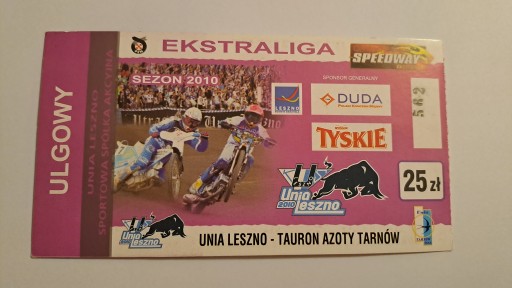 ULGOWY
UNIA LESZNO
SPORTOWA SPÓŁKA AKCYJNA
EKSTRALIGA
SPEEDWAY
SEZON 2010
SPONSOR GENERALNY
LESZNO
DUDA
TYSKIE
Unia
2010 Leszno
25 zł
Unia
Leszno
UNIA LESZNO - TAURON AZOTY TARNÓW